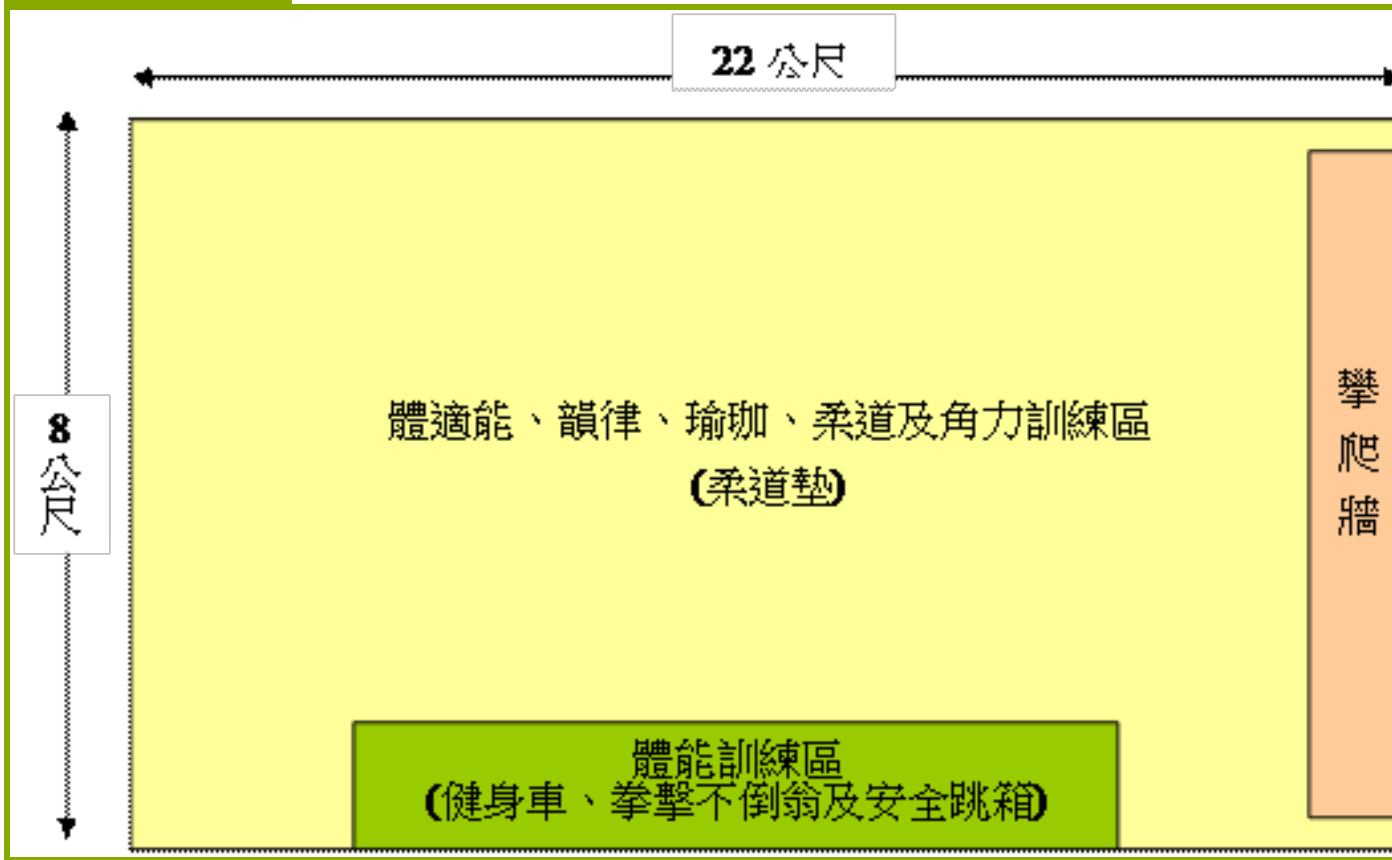 22 公尺
8
公
尺
體適能、韻律、瑜珈、柔道及角力訓練區
(柔道墊)
攀
爬
牆
體能訓練區
(健身車、拳擊不倒翁及安全跳箱)